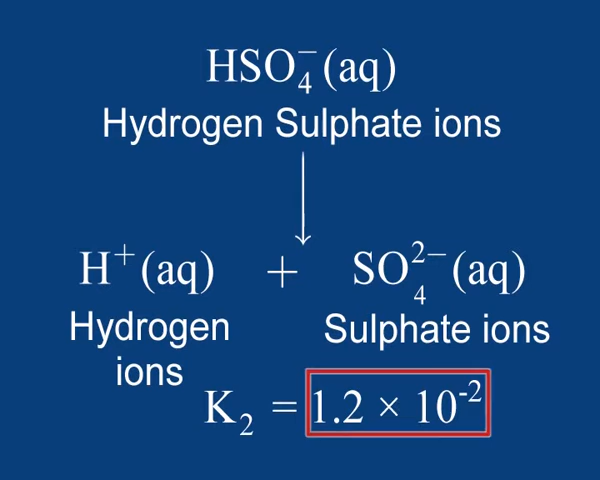 HSO₄⁻(aq)
Hydrogen Sulphate ions
H⁺(aq) + SO₄²⁻(aq)
Hydrogen Sulphate ions
ions
K₂ = 1.2 × 10⁻²